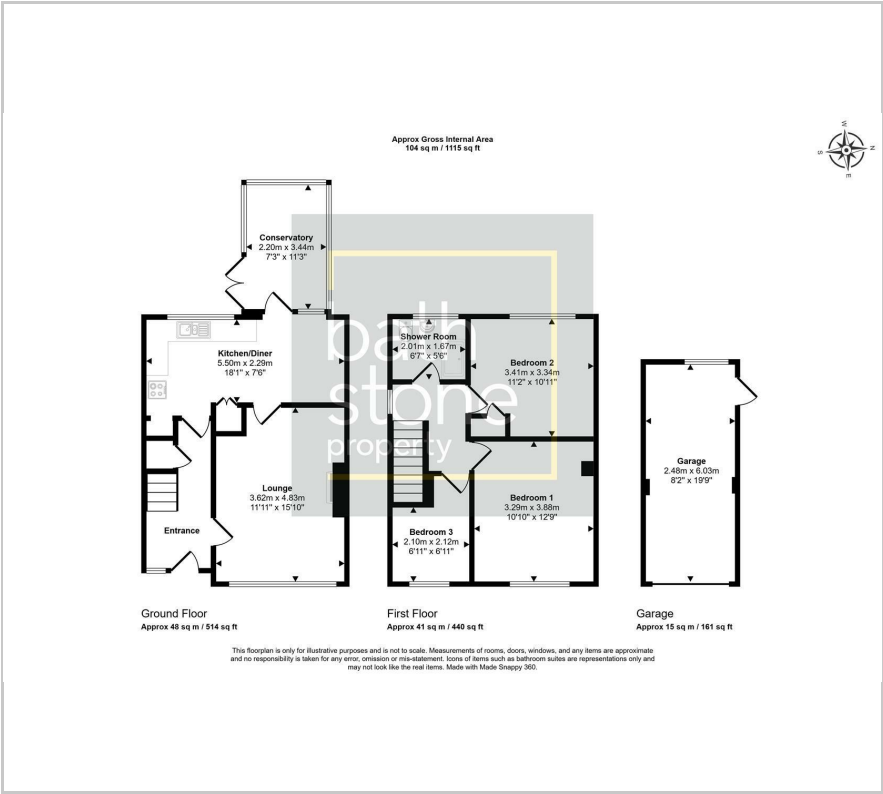 Approx Gross Internal Area
104 sq m / 1115 sq ft
W
N
S
E
Conservatory
2.20m x 3.44m
7'3" x 11'3"
bath
stone
property
Kitchen/Diner
5.50m x 2.29m
18'1" x 7'6"
Shower Room
2.01m x 1.67m
6'7" x 5'6"
Bedroom 2
3.41m x 3.34m
11'2" x 10'11"
Lounge
3.62m x 4.83m
11'11" x 15'10"
Entrance
Bedroom 1
3.29m x 3.88m
10'10" x 12'9"
Bedroom 3
2.10m x 2.12m
6'11" x 6'11"
Garage
2.48m x 6.03m
8'2" x 19'9"
Ground Floor
Approx 48 sq m / 514 sq ft
First Floor
Approx 41 sq m / 440 sq ft
Garage
Approx 15 sq m / 161 sq ft
This floorplan is only for illustrative purposes and is not to scale. Measurements of rooms, doors, windows, and any items are approximate
and no responsibility is taken for any error, omission or mis-statement. Icons of items such as bathroom suites are representations only and
may not look like the real items. Made with Made Snappy 360.